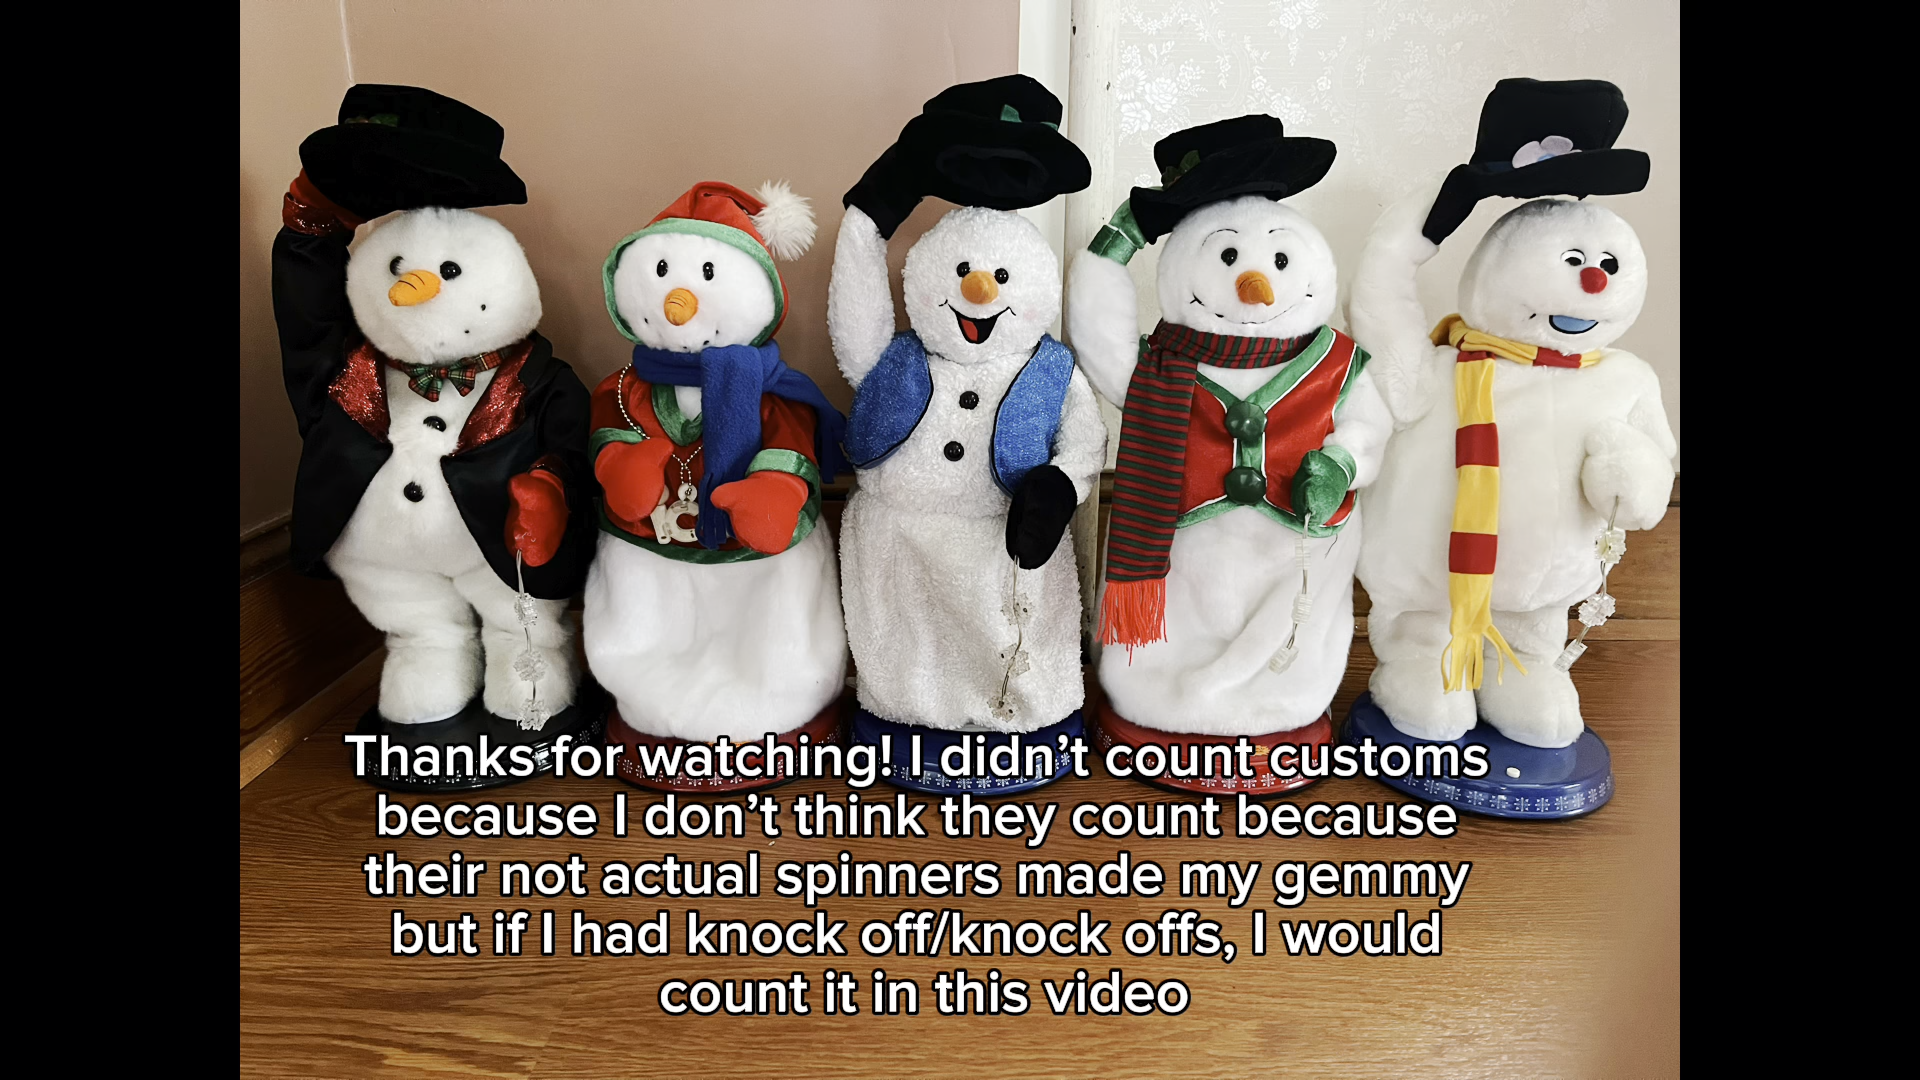 Thanks for watching! I didn’t count customs
because I don’t think they count because
their not actual spinners made my gemmy
but if I had knock off/knock offs, I would
count it in this video